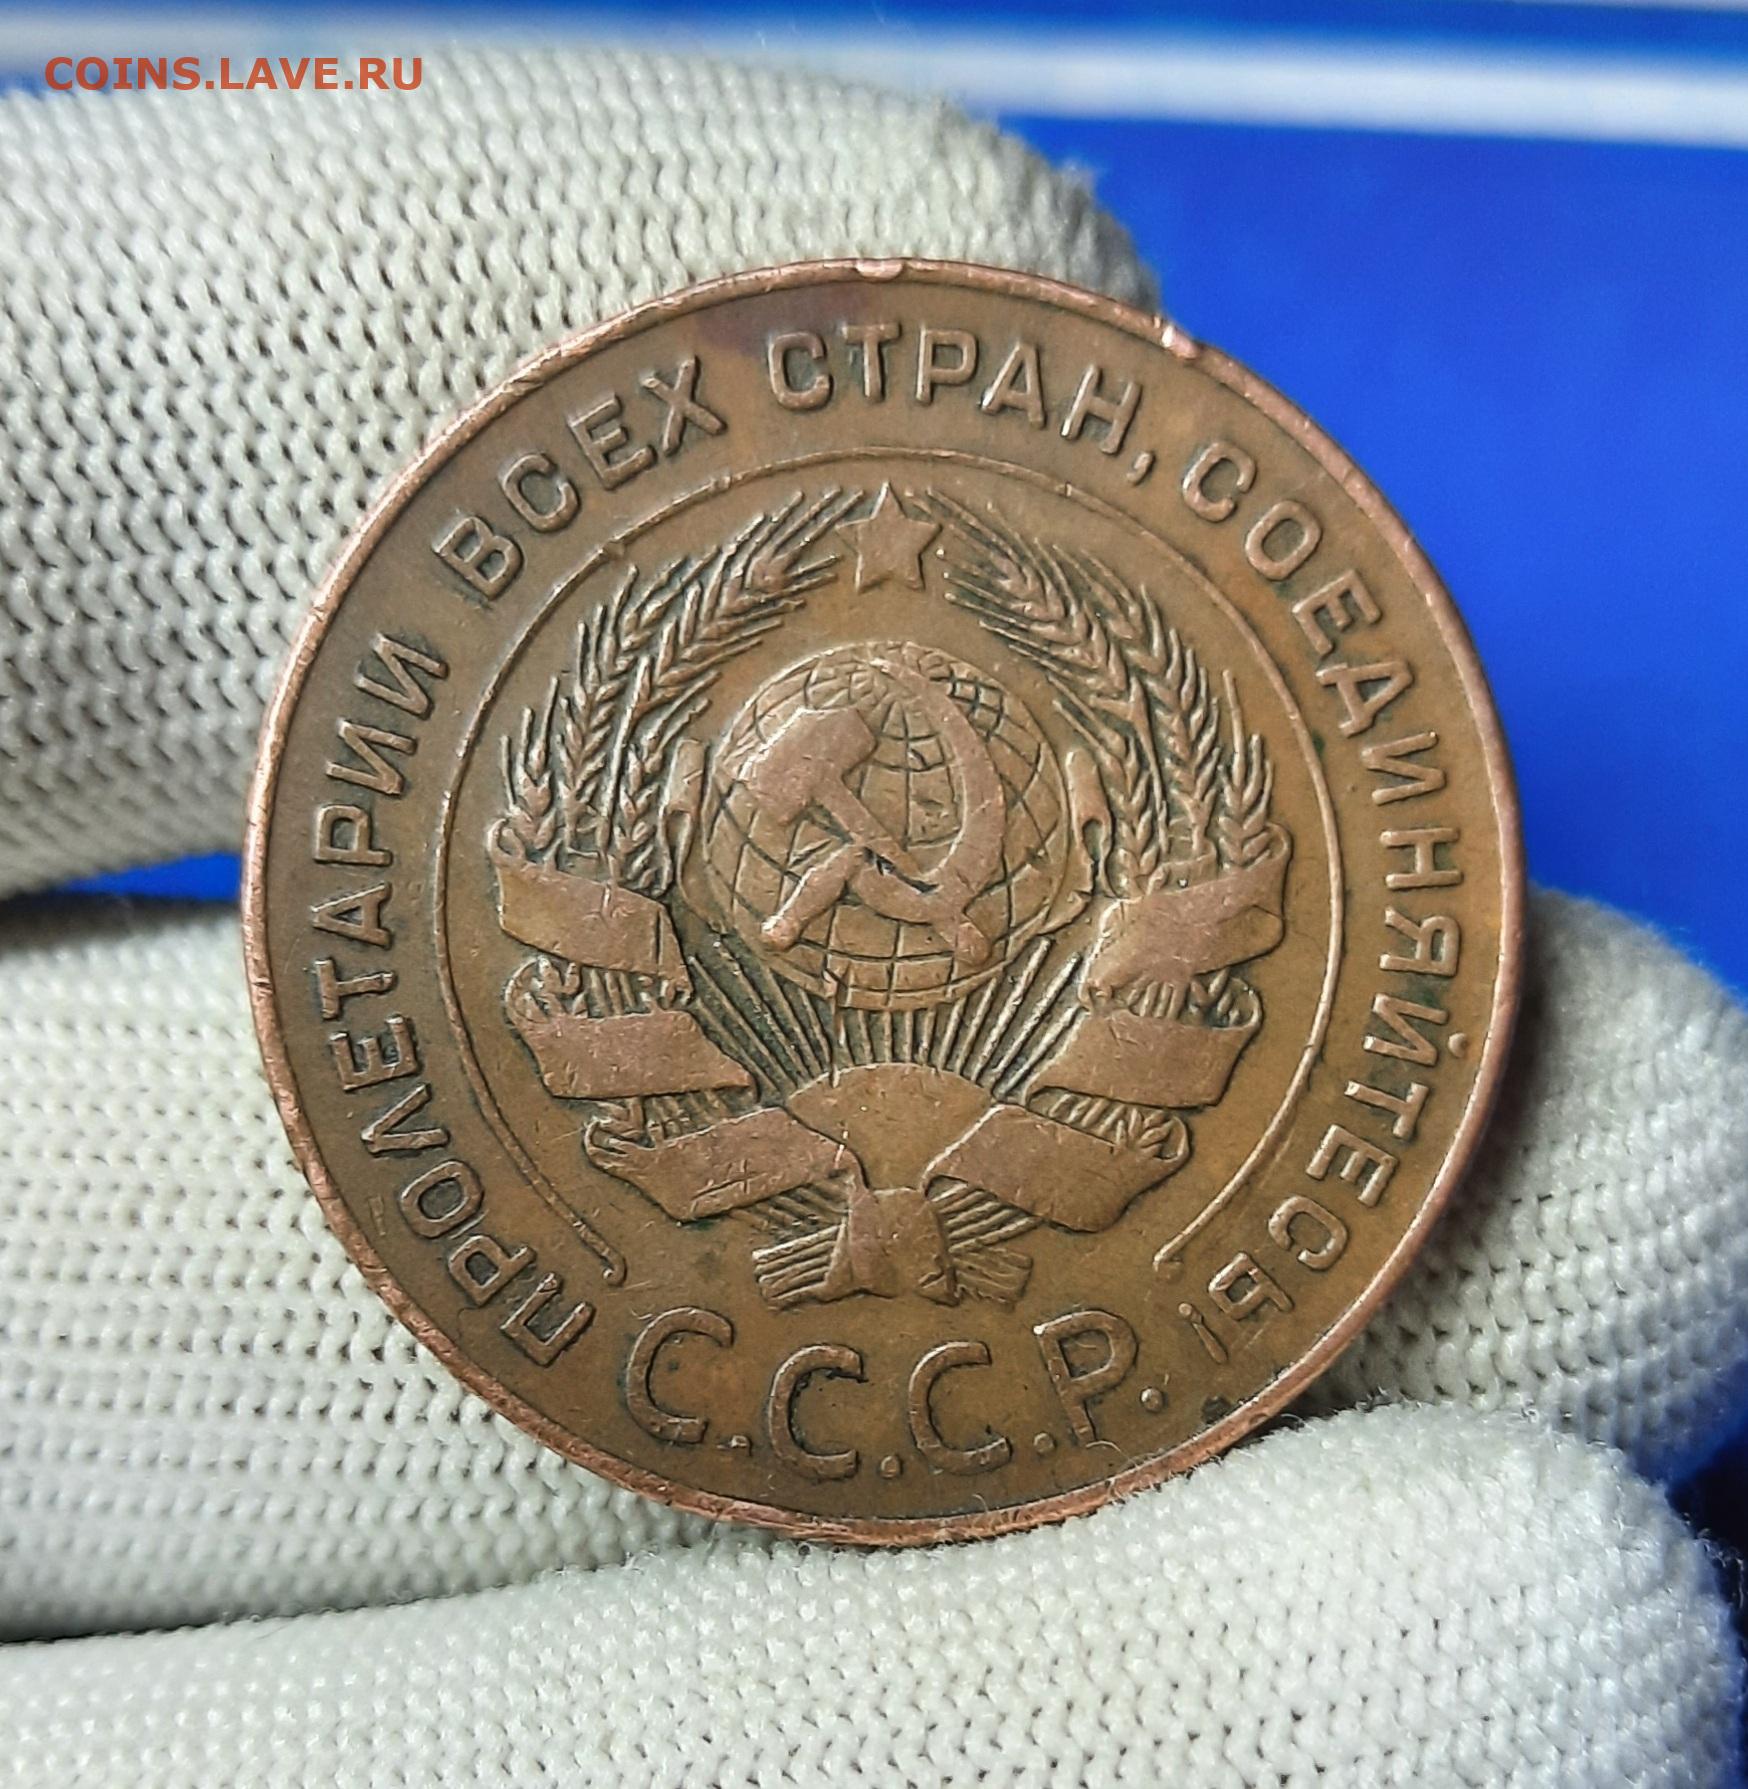 COINS.LAVE.RU
ПРОЛЕТАРИИ ВСЕХ СТРАН, СОЕДИНЯЙТЕСЬ!
С.С.С.Р.